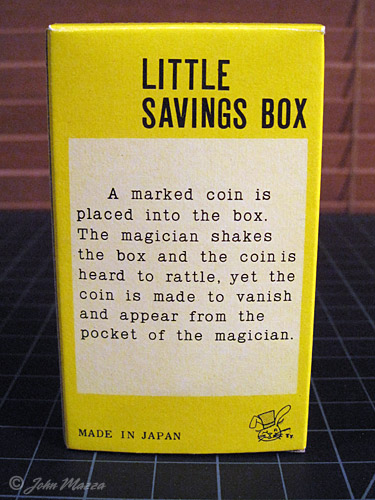 LITTLE
SAVINGS BOX
A marked coin is
placed into the box.
The magician shakes
the box and the coin is
heard to rattle, yet the
coin is made to vanish
and appear from the
pocket of the magician.
MADE IN JAPAN
T.Y.
© John Mazza